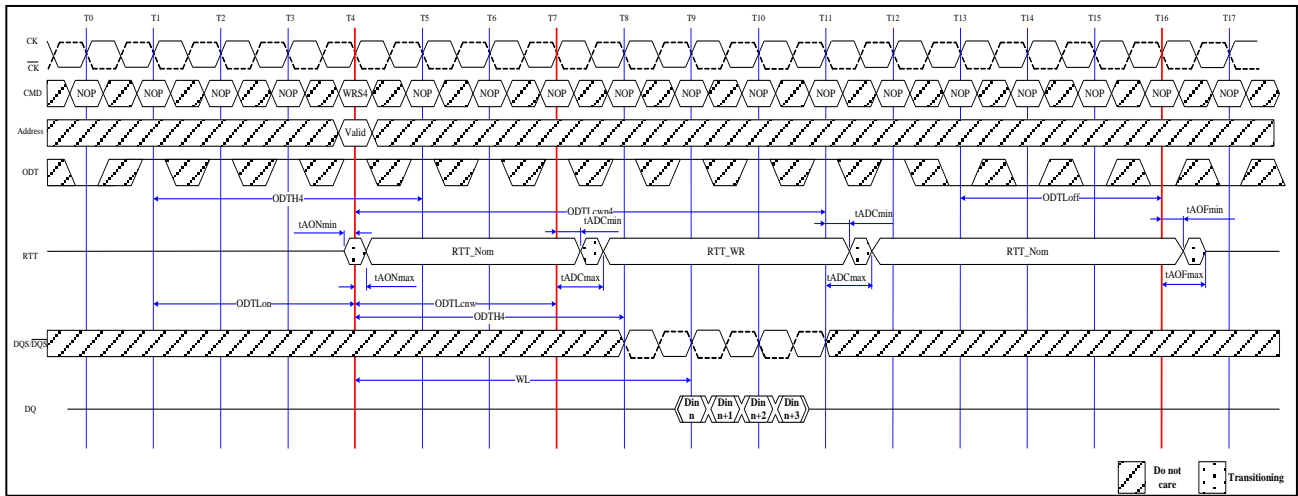 T0 T1 T2 T3 T4 T5 T6 T7 T8 T9 T10 T11 T12 T13 T14 T15 T16 T17
CK
CK
CMD NOP NOP NOP NOP WRS4 NOP NOP NOP NOP NOP NOP NOP NOP NOP NOP NOP NOP NOP
Address Valid
ODT
ODTH4 ODTLcwn4 ODTLoff
tAONmin tADCmin tADCmin tAOFmin
RTT RTT_Nom RTT_WR RTT_Nom
tAONmax tADCmax tADCmax tAOFmax
ODTLon ODTLcnw
ODTH4
DQS/DQS
WL
DQ Din n Din n+1 Din n+2 Din n+3
Do not care Transitioning